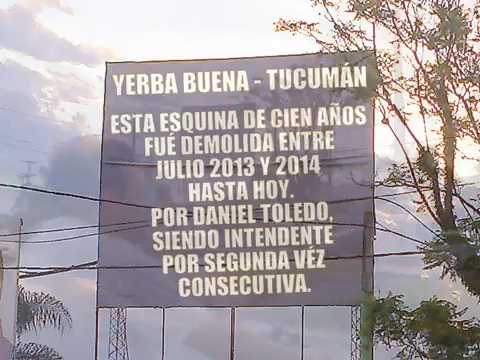 YERBA BUENA - TUCUMÁN
ESTA ESQUINA DE CIEN AÑOS
FUÉ DEMOLIDA ENTRE
JULIO 2013 Y 2014
HASTA HOY.
POR DANIEL TOLEDO,
SIENDO INTENDENTE
POR SEGUNDA VÉZ
CONSECUTIVA.